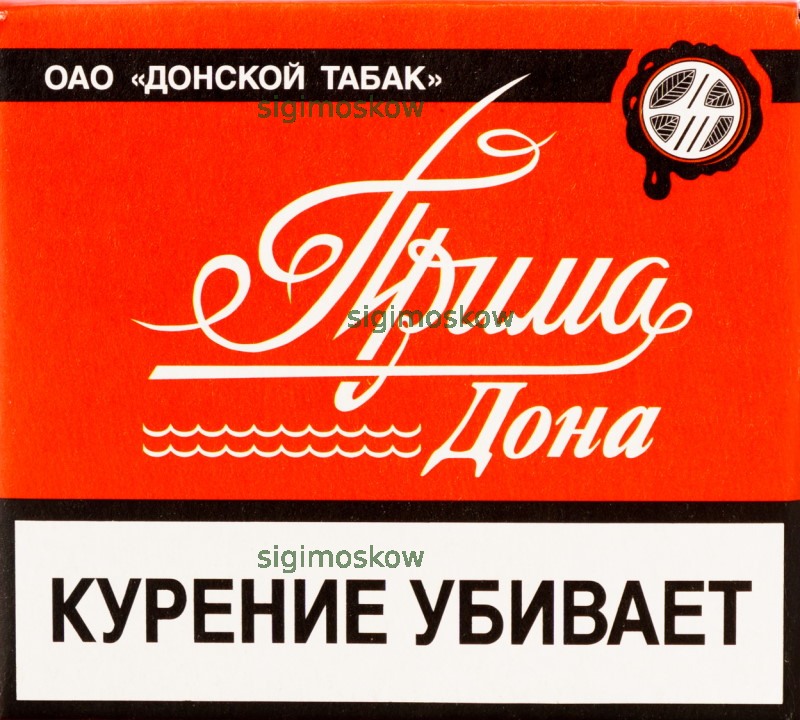 ОАО «ДОНСКОЙ ТАБАК»
sigimoskow
Прима
sigimoskow
Дона
sigimoskow
КУРЕНИЕ УБИВАЕТ